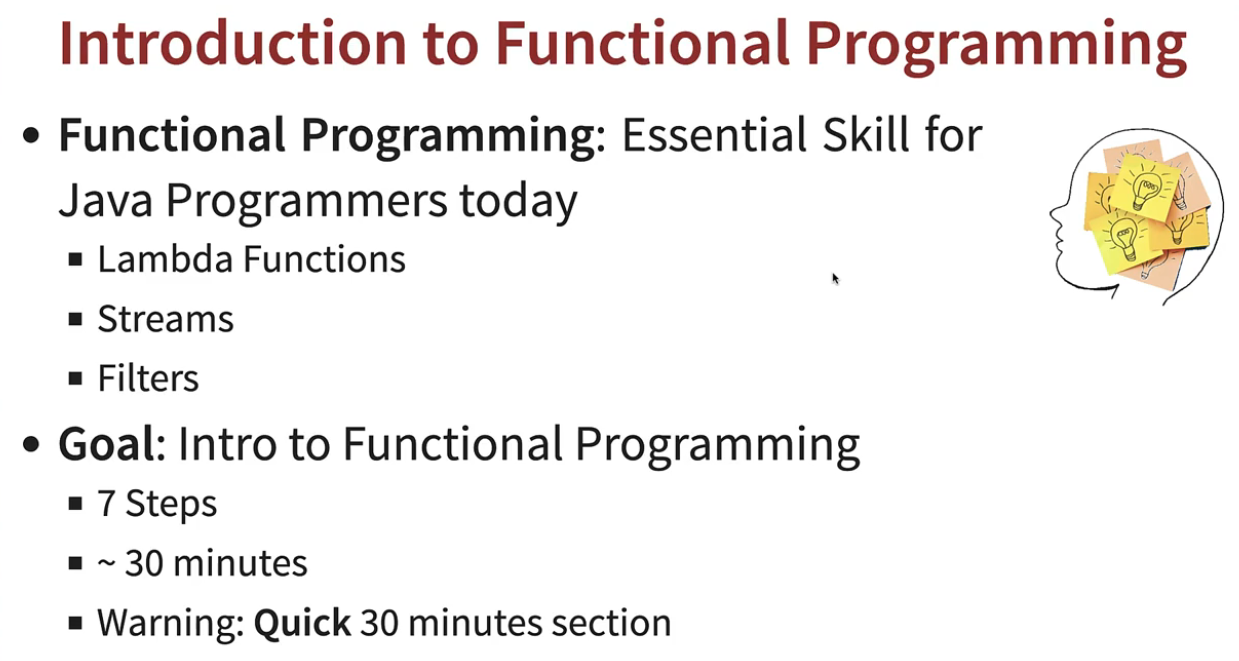 Introduction to Functional Programming
• Functional Programming: Essential Skill for
Java Programmers today
▪ Lambda Functions
▪ Streams
▪ Filters
• Goal: Intro to Functional Programming
▪ 7 Steps
▪ ~ 30 minutes
▪ Warning: Quick 30 minutes section